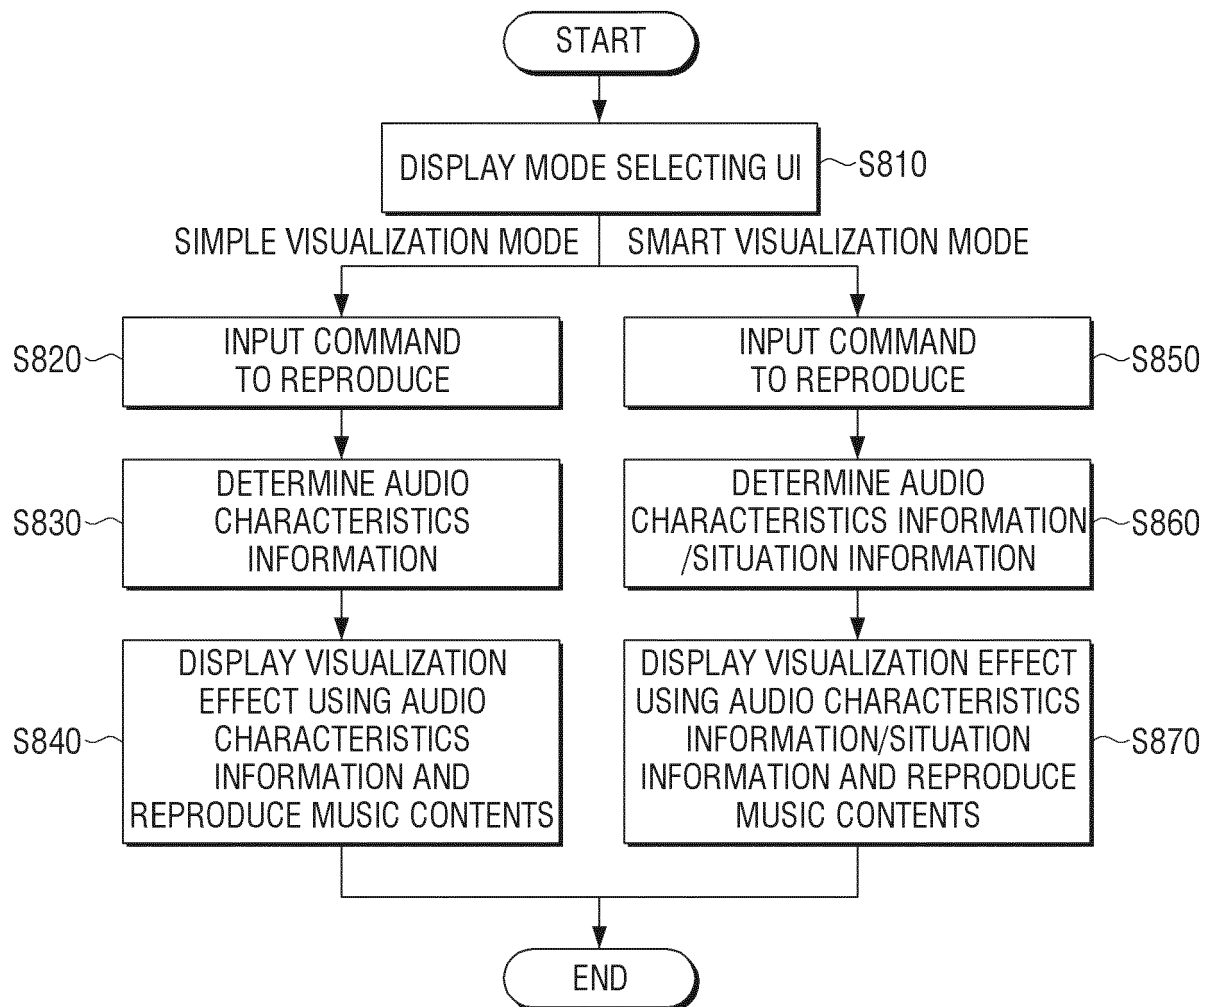 START
DISPLAY MODE SELECTING UI
S810
SIMPLE VISUALIZATION MODE
SMART VISUALIZATION MODE
S820
INPUT COMMAND
TO REPRODUCE
INPUT COMMAND
TO REPRODUCE
S850
S830
DETERMINE AUDIO
CHARACTERISTICS
INFORMATION
DETERMINE AUDIO
CHARACTERISTICS INFORMATION
/SITUATION INFORMATION
S860
S840
DISPLAY VISUALIZATION
EFFECT USING AUDIO
CHARACTERISTICS
INFORMATION AND
REPRODUCE MUSIC CONTENTS
DISPLAY VISUALIZATION EFFECT
USING AUDIO CHARACTERISTICS
INFORMATION/SITUATION
INFORMATION AND REPRODUCE
MUSIC CONTENTS
S870
END